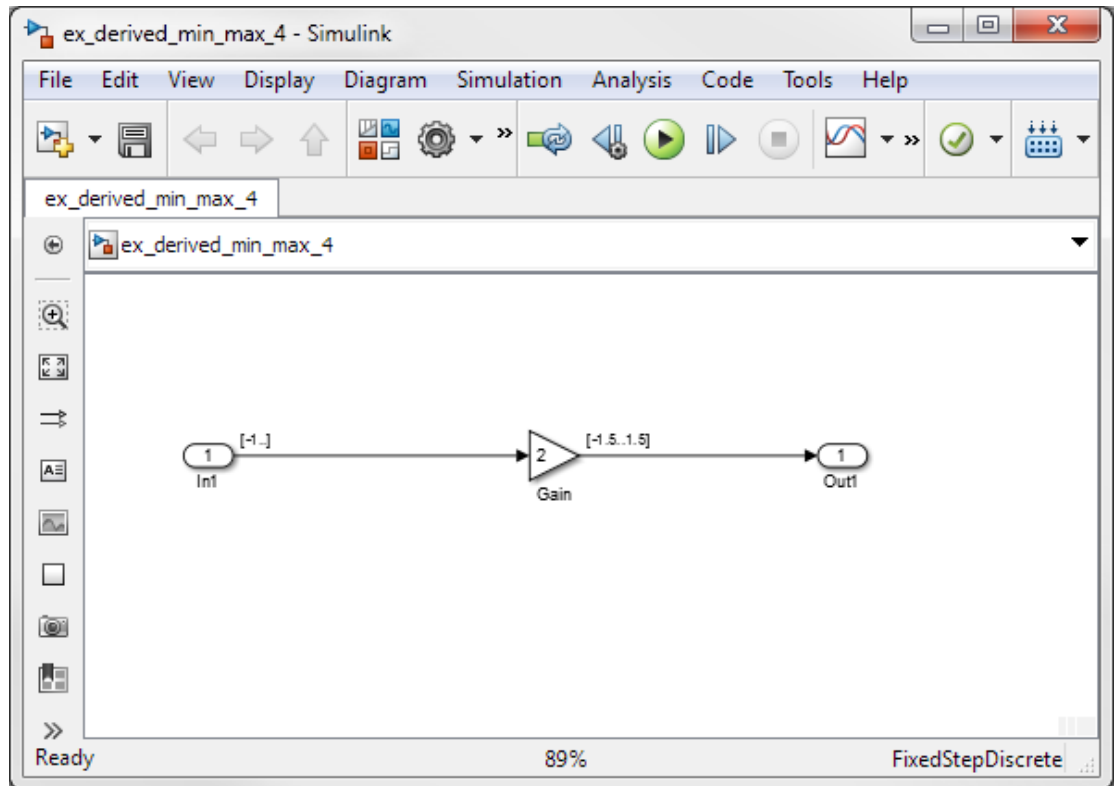 ex_derived_min_max_4 - Simulink
File Edit View Display Diagram Simulation Analysis Code Tools Help
ex_derived_min_max_4
ex_derived_min_max_4
[-1..]
[-1.5..1.5]
1
2
1
In1
Gain
Out1
Ready 89% FixedStepDiscrete